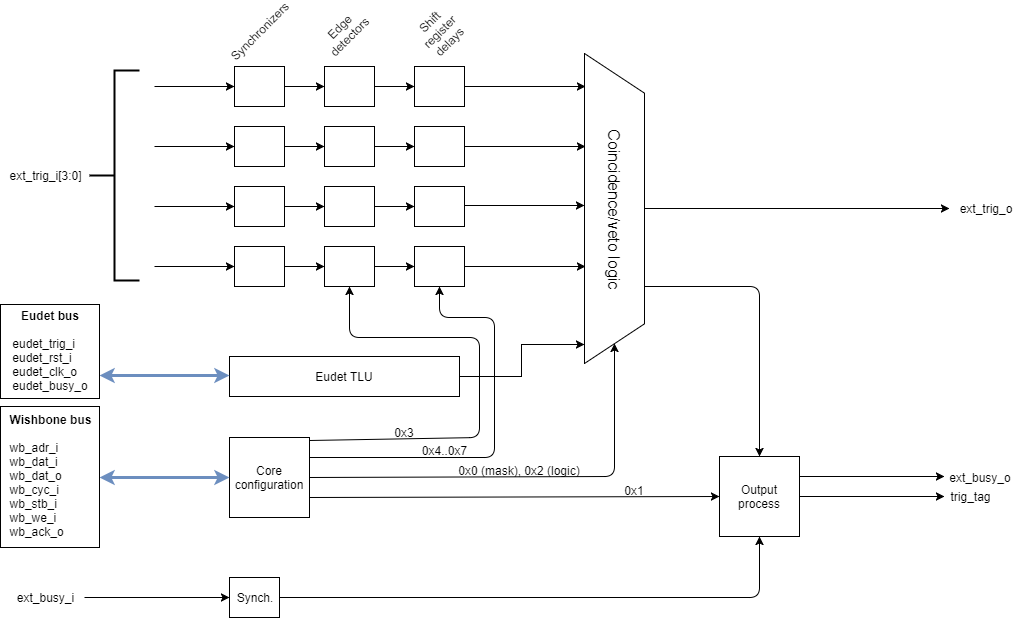 Synchronizers
Edge
detectors
Shift
register
delays
ext_trig_i[3:0]
Coincidence/veto logic
ext_trig_o
Eudet bus
eudet_trig_i
eudet_rst_i
eudet_clk_o
eudet_busy_o
Eudet TLU
Wishbone bus
wb_adr_i
wb_dat_i
wb_dat_o
wb_cyc_i
wb_stb_i
wb_we_i
wb_ack_o
Core
configuration
0x3
0x4..0x7
0x0 (mask), 0x2 (logic)
0x1
Output
process
ext_busy_o
trig_tag
ext_busy_i
Synch.